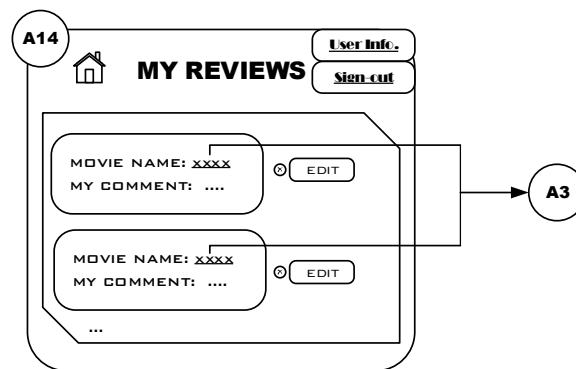 A14
User Info.
MY REVIEWS
Sign-out
MOVIE NAME: xxxx
EDIT
MY COMMENT: ....
A3
MOVIE NAME: xxxx
EDIT
MY COMMENT: ....
...